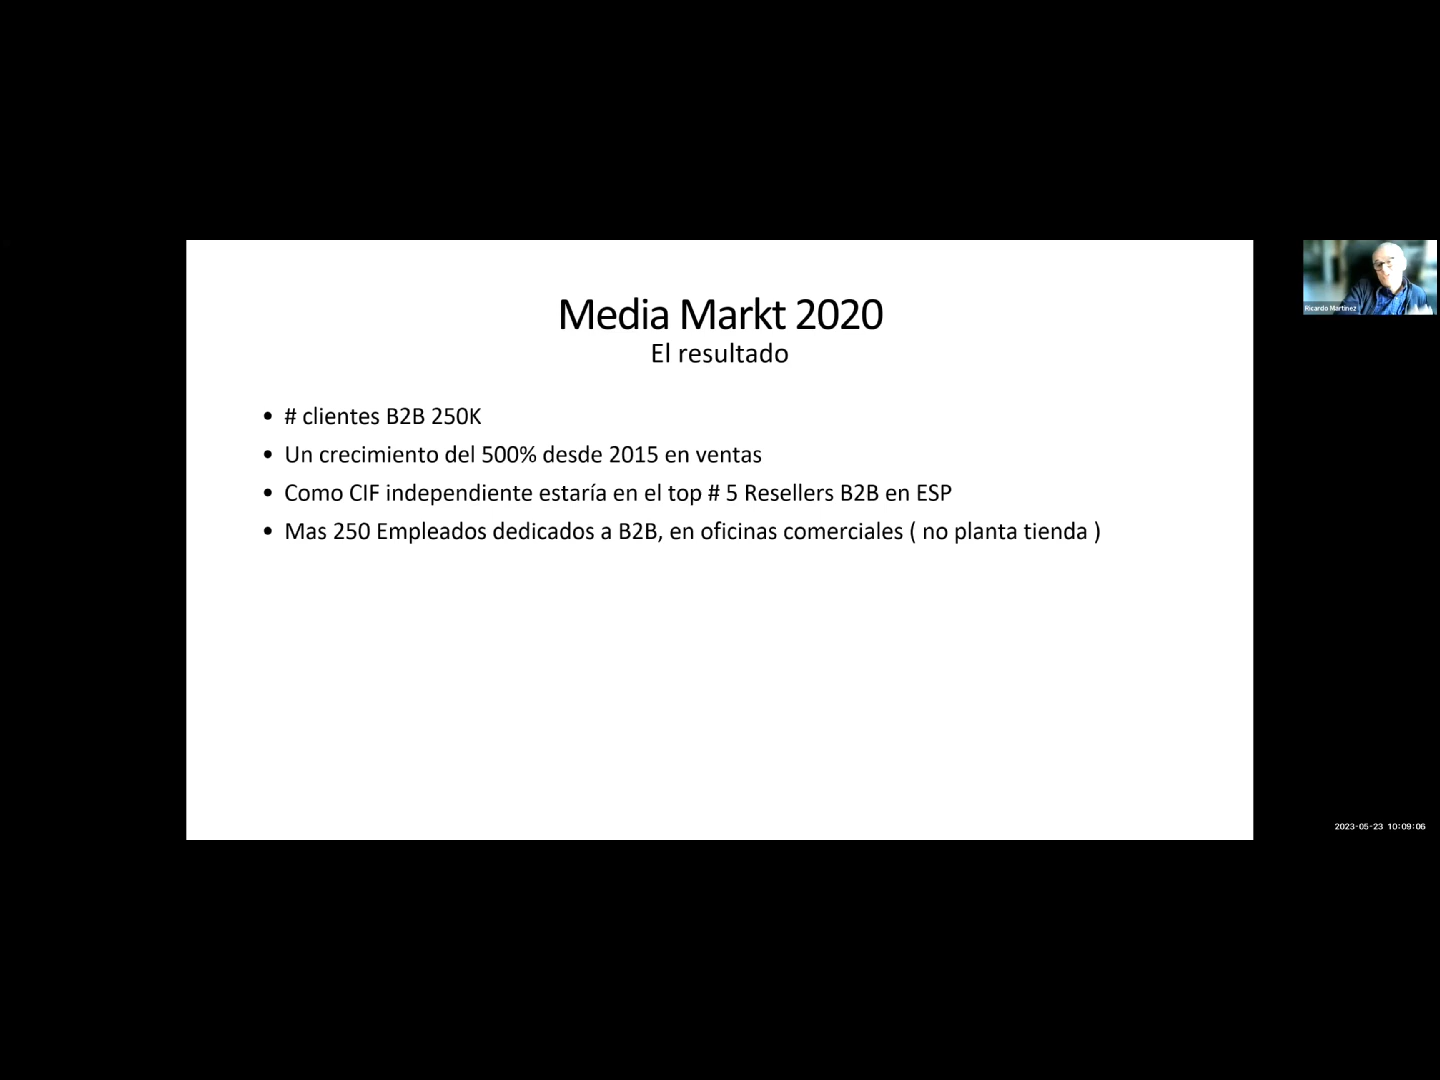 Media Markt 2020
El resultado
• # clientes B2B 250K
• Un crecimiento del 500% desde 2015 en ventas
• Como CIF independiente estaría en el top # 5 Resellers B2B en ESP
• Mas 250 Empleados dedicados a B2B, en oficinas comerciales ( no planta tienda )
Ricardo Martinez
2023-05-23 10:09:06